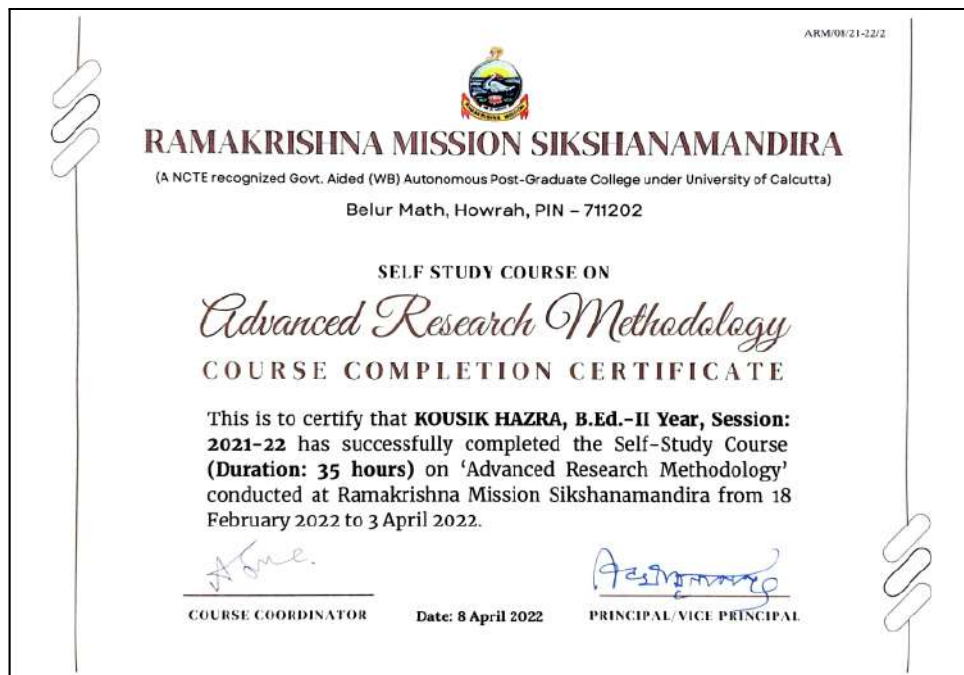 ARM/08/21-22/2
RAMAKRISHNA MISSION
RAMAKRISHNA MISSION SIKSHANAMANDIRA
(A NCTE recognized Govt. Aided (WB) Autonomous Post-Graduate College under University of Calcutta)
Belur Math, Howrah, PIN – 711202
SELF STUDY COURSE ON
Advanced Research Methodology
COURSE COMPLETION CERTIFICATE
This is to certify that KOUSIK HAZRA, B.Ed.-II Year, Session:
2021-22 has successfully completed the Self-Study Course
(Duration: 35 hours) on ‘Advanced Research Methodology’
conducted at Ramakrishna Mission Sikshanamandira from 18
February 2022 to 3 April 2022.
COURSE COORDINATOR
Date: 8 April 2022
PRINCIPAL/VICE PRINCIPAL